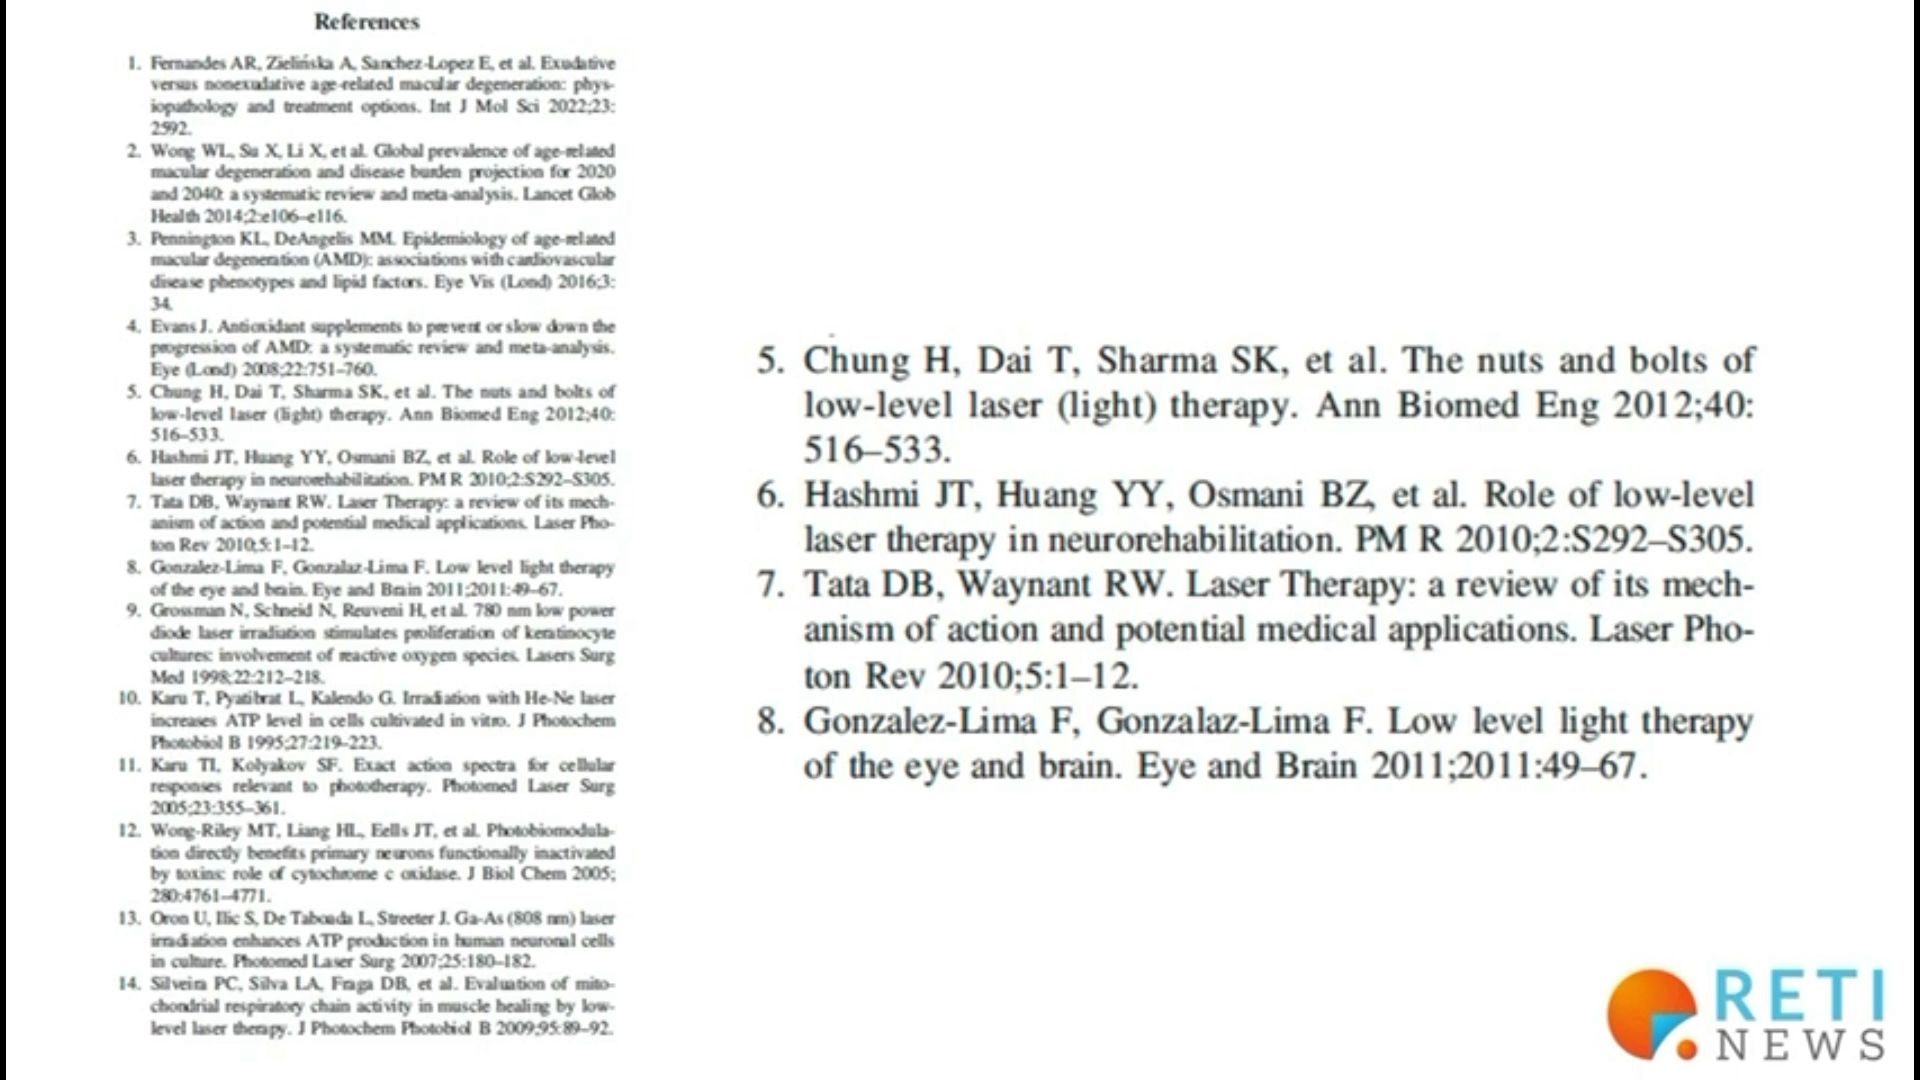 References
1. Fernandes AR, Zielińska A, Sanchez-Lopez E, et al. Exudative
versus nonexudative age-related macular degeneration: phys-
iopathology and treatment options. Int J Mol Sci 2022;23:
2592.
2. Wong WL, Su X, Li X, et al. Global prevalence of age-related
macular degeneration and disease burden projection for 2020
and 2040: a systematic review and meta-analysis. Lancet Glob
Health 2014;2:e106–e116.
3. Pennington KL, DeAngelis MM. Epidemiology of age-related
macular degeneration (AMD): associations with cardiovascular
disease phenotypes and lipid factors. Eye Vis (Lond) 2016;3:
34.
4. Evans J. Antioxidant supplements to prevent or slow down the
progression of AMD: a systematic review and meta-analysis.
Eye (Lond) 2008;22:751–760.
5. Chung H, Dai T, Sharma SK, et al. The nuts and bolts of
low-level laser (light) therapy. Ann Biomed Eng 2012;40:
516–533.
6. Hashmi JT, Huang YY, Osmani BZ, et al. Role of low-level
laser therapy in neurorehabilitation. PM R 2010;2:S292–S305.
7. Tata DB, Waynant RW. Laser Therapy: a review of its mech-
anism of action and potential medical applications. Laser Pho-
ton Rev 2010;5:1–12.
8. Gonzalez-Lima F, Gonzalaz-Lima F. Low level light therapy
of the eye and brain. Eye and Brain 2011;2011:49–67.
9. Grossman N, Schneid N, Reuveni H, et al. 780 nm low power
diode laser irradiation stimulates proliferation of keratinocyte
cultures: involvement of reactive oxygen species. Lasers Surg
Med 1998;22:212–218.
10. Karu T, Pyatibrat L, Kalendo G. Irradiation with He-Ne laser
increases ATP level in cells cultivated in vitro. J Photochem
Photobiol B 1995;27:219–223.
11. Karu TI, Kolyakov SF. Exact action spectra for cellular
responses relevant to phototherapy. Photomed Laser Surg
2005;23:355–361.
12. Wong-Riley MT, Liang HL, Eells JT, et al. Photobiomodula-
tion directly benefits primary neurons functionally inactivated
by toxins: role of cytochrome c oxidase. J Biol Chem 2005;
280:4761–4771.
13. Oron U, Ilic S, De Taboada L, Streeter J. Ga-As (808 nm) laser
irradiation enhances ATP production in human neuronal cells
in culture. Photomed Laser Surg 2007;25:180–182.
14. Silveira PC, Silva LA, Fraga DB, et al. Evaluation of mito-
chondrial respiratory chain activity in muscle healing by low-
level laser therapy. J Photochem Photobiol B 2009;95:89–92.
5. Chung H, Dai T, Sharma SK, et al. The nuts and bolts of
low-level laser (light) therapy. Ann Biomed Eng 2012;40:
516–533.
6. Hashmi JT, Huang YY, Osmani BZ, et al. Role of low-level
laser therapy in neurorehabilitation. PM R 2010;2:S292–S305.
7. Tata DB, Waynant RW. Laser Therapy: a review of its mech-
anism of action and potential medical applications. Laser Pho-
ton Rev 2010;5:1–12.
8. Gonzalez-Lima F, Gonzalaz-Lima F. Low level light therapy
of the eye and brain. Eye and Brain 2011;2011:49–67.
RETI
NEWS